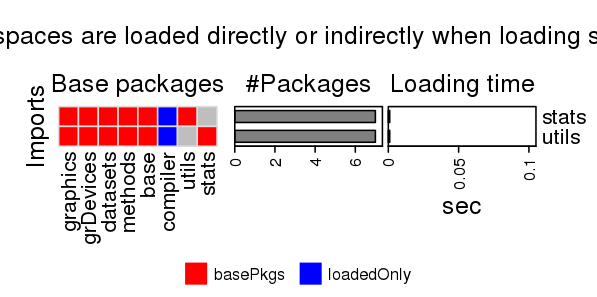 spaces are loaded directly or indirectly when loading s
Base packages
#Packages
Loading time
Imports
stats
utils
graphics
grDevices
datasets
methods
base
compiler
utils
stats
0
2
4
6
0
0.05
0.1
sec
basePkgs
loadedOnly